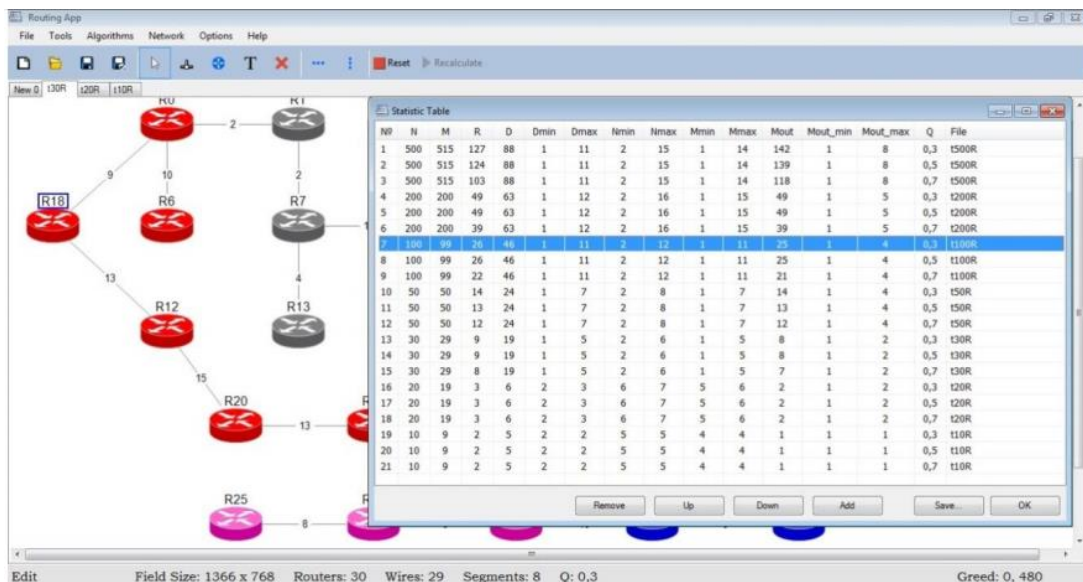 Routing App
File Tools Algorithms Network Options Help
T Reset Recalculate
New 0 t30R t20R t10R
R0
R1
2
9
10
2
R18
R6
R7
13
4
R12
R13
15
R20
13
R25
8
Statistic Table
Nº N M R D Dmin Dmax Nmin Nmax Mmin Mmax Mout Mout_min Mout_max Q File
1 500 515 127 88 1 11 2 15 1 14 142 1 8 0,3 t500R
2 500 515 124 88 1 11 2 15 1 14 139 1 8 0,5 t500R
3 500 515 103 88 1 11 2 15 1 14 118 1 8 0,7 t500R
4 200 200 49 63 1 12 2 16 1 15 49 1 5 0,3 t200R
5 200 200 49 63 1 12 2 16 1 15 49 1 5 0,5 t200R
6 200 200 39 63 1 12 2 16 1 15 39 1 5 0,7 t200R
7 100 99 26 46 1 11 2 12 1 11 25 1 4 0,3 t100R
8 100 99 26 46 1 11 2 12 1 11 25 1 4 0,5 t100R
9 100 99 22 46 1 11 2 12 1 11 21 1 4 0,7 t100R
10 50 50 14 24 1 7 2 8 1 7 14 1 4 0,3 t50R
11 50 50 13 24 1 7 2 8 1 7 13 1 4 0,5 t50R
12 50 50 12 24 1 7 2 8 1 7 12 1 4 0,7 t50R
13 30 29 9 19 1 5 2 6 1 5 8 1 2 0,3 t30R
14 30 29 9 19 1 5 2 6 1 5 8 1 2 0,5 t30R
15 30 29 8 19 1 5 2 6 1 5 7 1 2 0,7 t30R
16 20 19 3 6 2 3 6 7 5 6 2 1 2 0,3 t20R
17 20 19 3 6 2 3 6 7 5 6 2 1 2 0,5 t20R
18 20 19 3 6 2 3 6 7 5 6 2 1 2 0,7 t20R
19 10 9 2 5 2 2 5 5 4 4 1 1 1 0,3 t10R
20 10 9 2 5 2 2 5 5 4 4 1 1 1 0,5 t10R
21 10 9 2 5 2 2 5 5 4 4 1 1 1 0,7 t10R
Remove Up Down Add Save... OK
Edit Field Size: 1366 x 768 Routers: 30 Wires: 29 Segments: 8 Q: 0,3 Greed: 0, 480